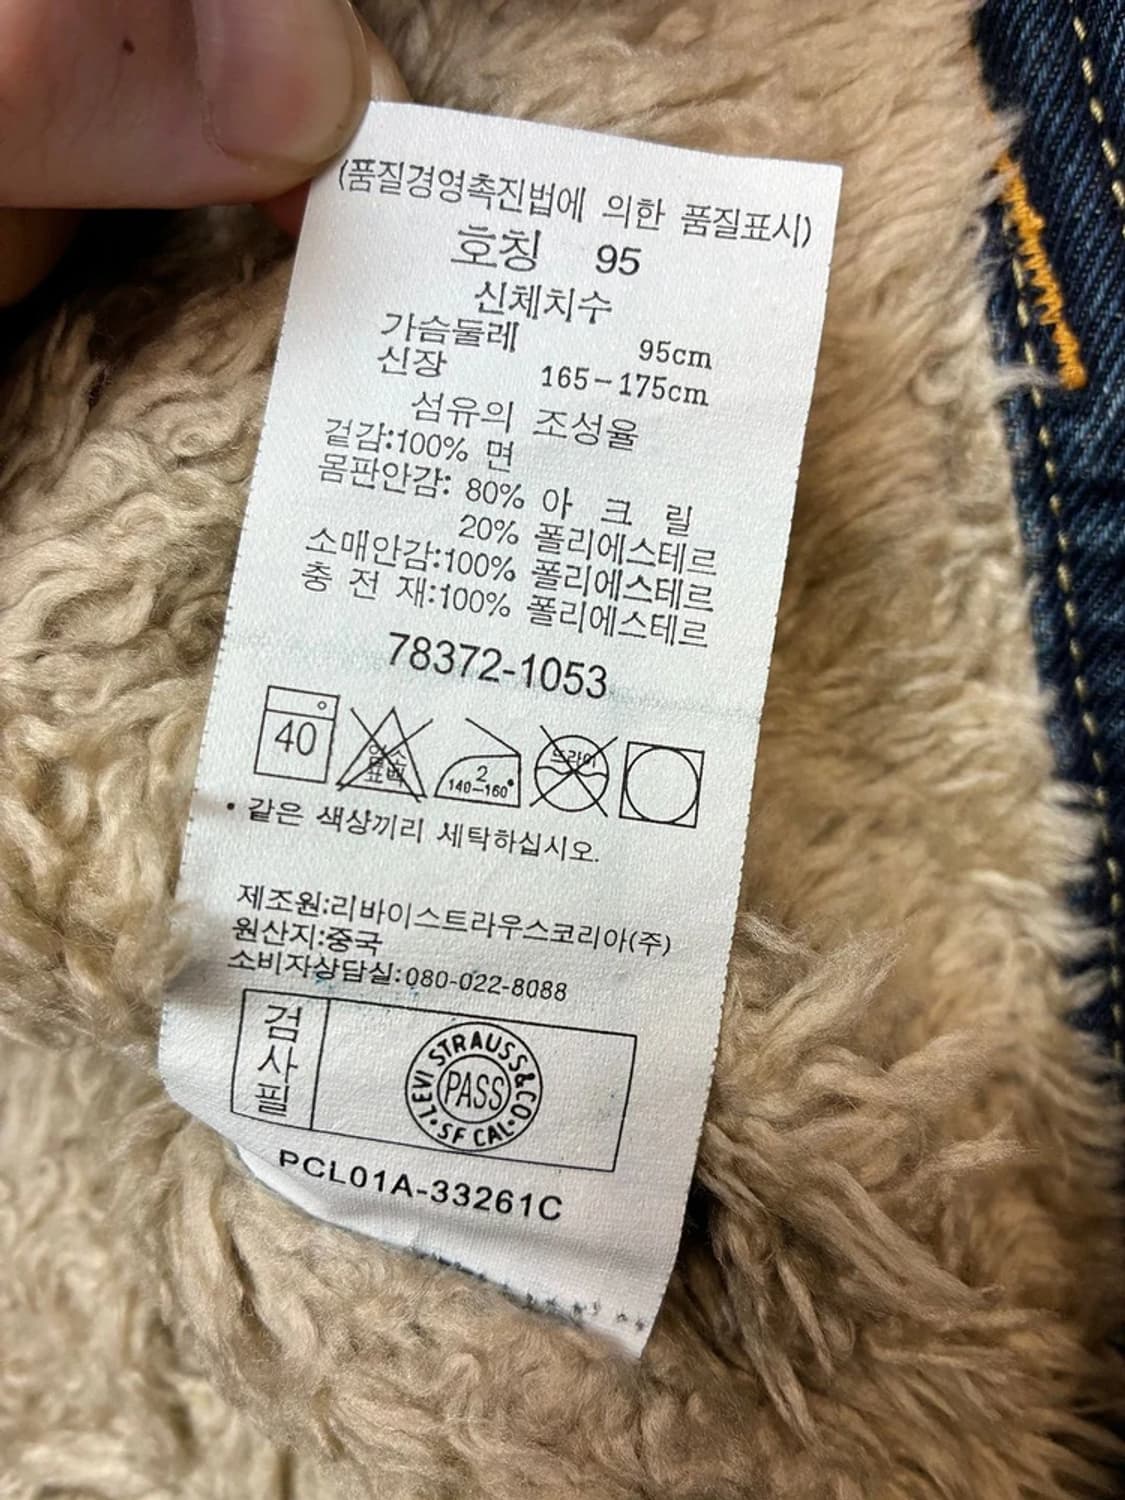 (품질경영촉진법에 의한 품질표시)
호칭 95
신체치수
가슴둘레 95cm
신장 165-175cm
섬유의 조성율
겉감:100% 면
몸판안감: 80% 아 크 릴
20% 폴리에스테르
소매안감:100% 폴리에스테르
충 전 재:100% 폴리에스테르
78372-1053
40
염소
표백
2
140-160°
드라이
• 같은 색상끼리 세탁하십시오.
제조원:리바이스트라우스코리아(주)
원산지:중국
소비자상담실:080-022-8088
검사필
LEVI STRAUSS&CO
PASS
SF CAL
PCL01A-33261C